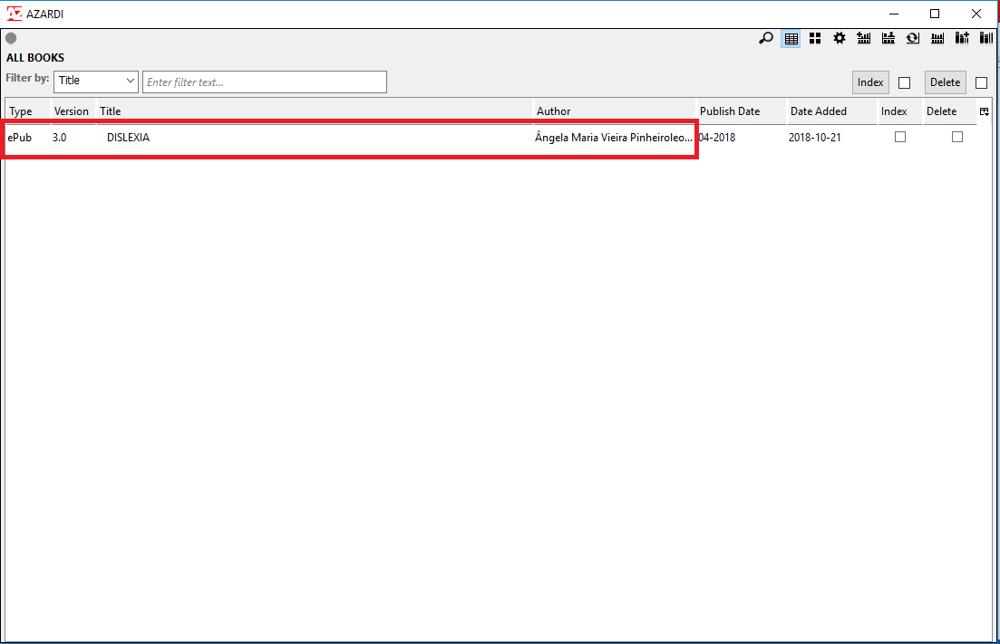 AZARDI
ALL BOOKS
Filter by: Title Enter filter text... Index Delete
Type Version Title Author Publish Date Date Added Index Delete
ePub 3.0 DISLEXIA Ângela Maria Vieira Pinheiroleo... 04-2018 2018-10-21